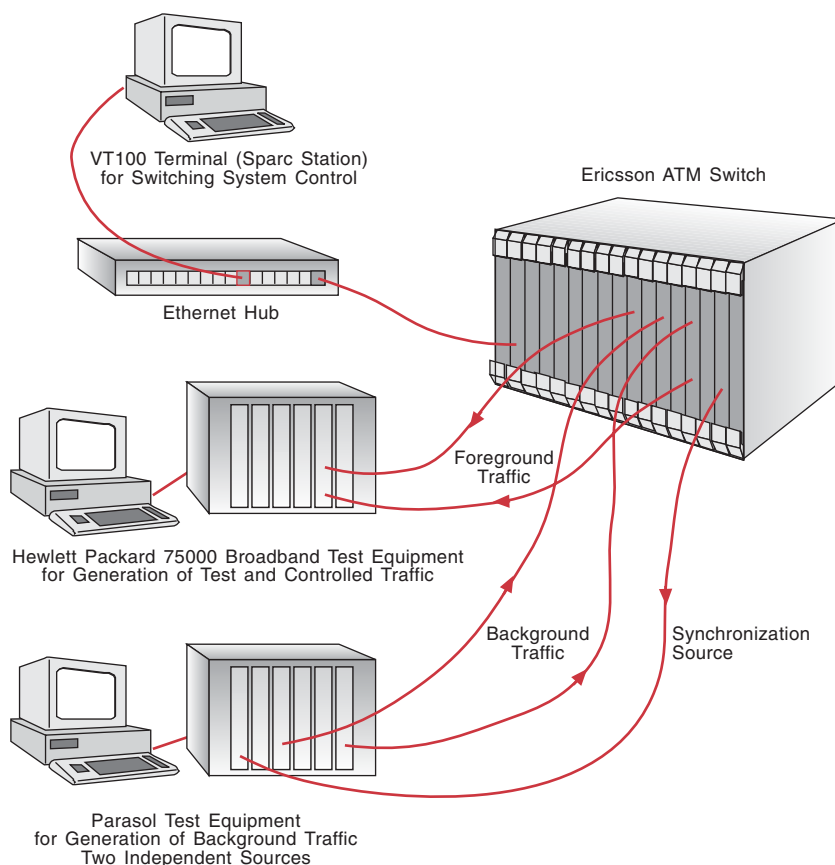 VT100 Terminal (Sparc Station)
for Switching System Control
Ericsson ATM Switch
Ethernet Hub
Foreground
Traffic
Hewlett Packard 75000 Broadband Test Equipment
for Generation of Test and Controlled Traffic
Background
Traffic
Synchronization
Source
Parasol Test Equipment
for Generation of Background Traffic
Two Independent Sources